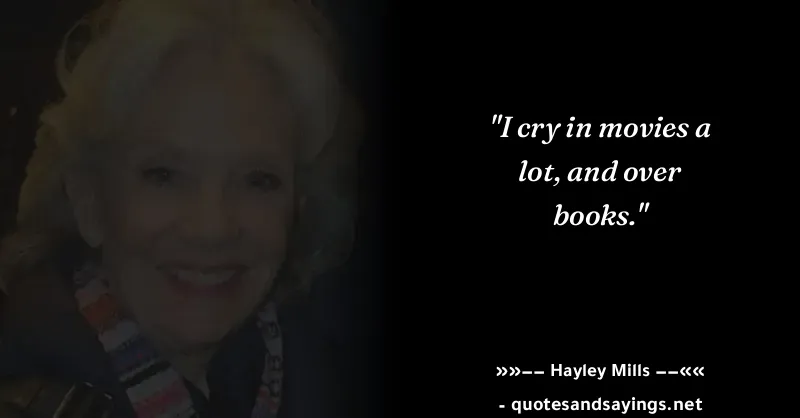 "I cry in movies a
lot, and over
books."
»»–– Hayley Mills ––««
- quotesandsayings.net